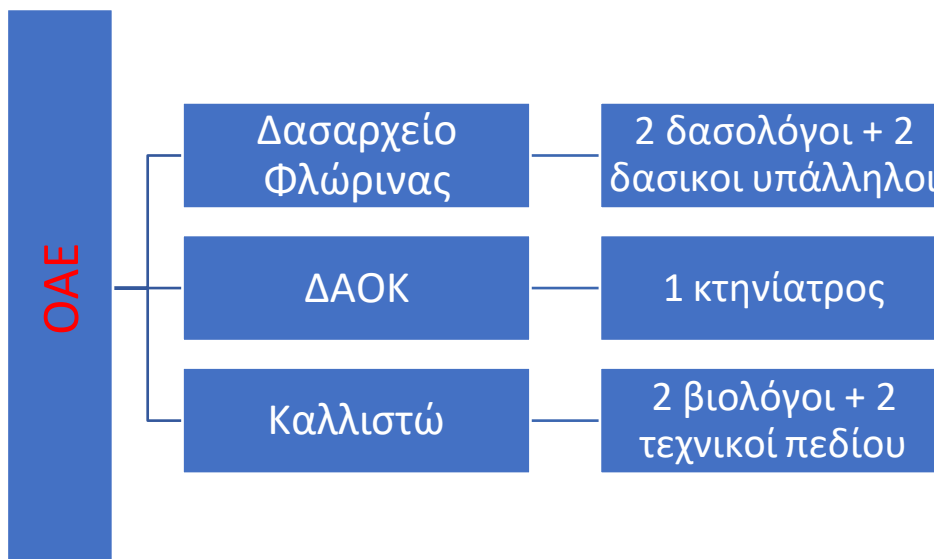 ΟΑΕ
Δασαρχείο
Φλώρινας
2 δασολόγοι + 2
δασικοι υπάλληλοι
ΔΑΟΚ
1 κτηνίατρος
Καλλιστώ
2 βιολόγοι + 2
τεχνικοί πεδίου